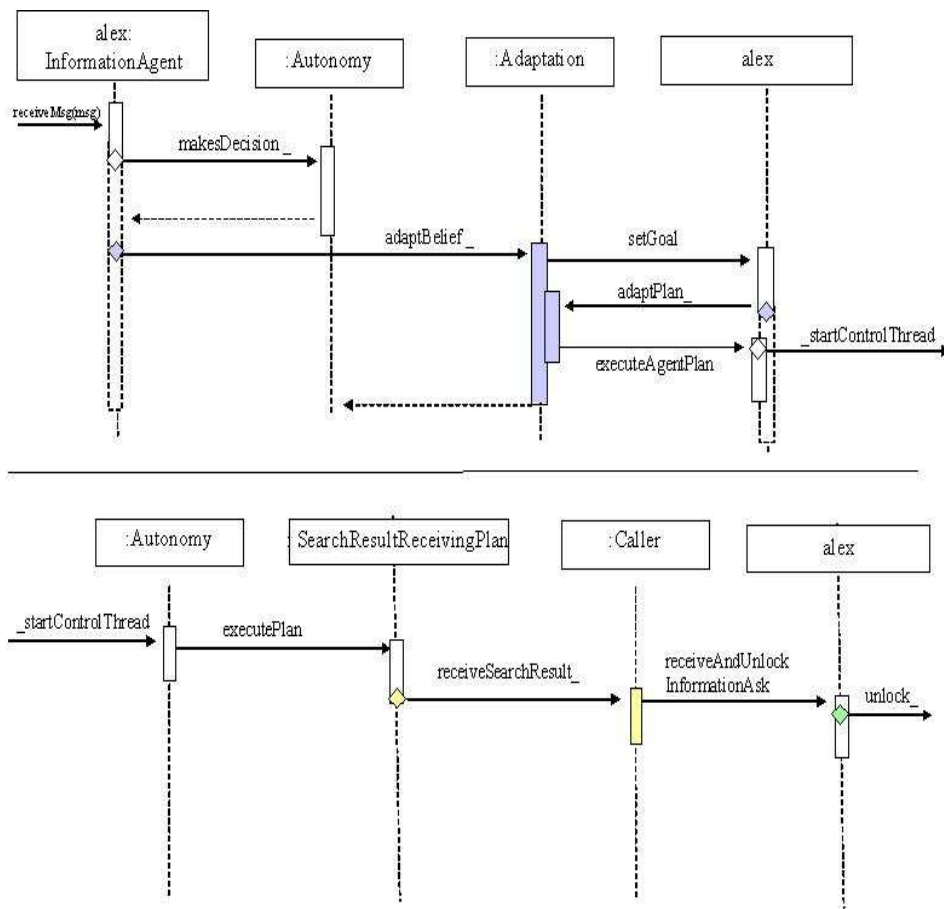 alex:
InformationAgent
:Autonomy
:Adaptation
alex
receiveMsg(msg)
makesDecision_
adaptBelief_
setGoal
adaptPlan_
_startControlThread
executeAgentPlan
:Autonomy
: SearchResultReceivingPlan
:Caller
alex
_startControlThread
executePlan
receiveSearchResult_
receiveAndUnlock
InformationAsk
unlock_